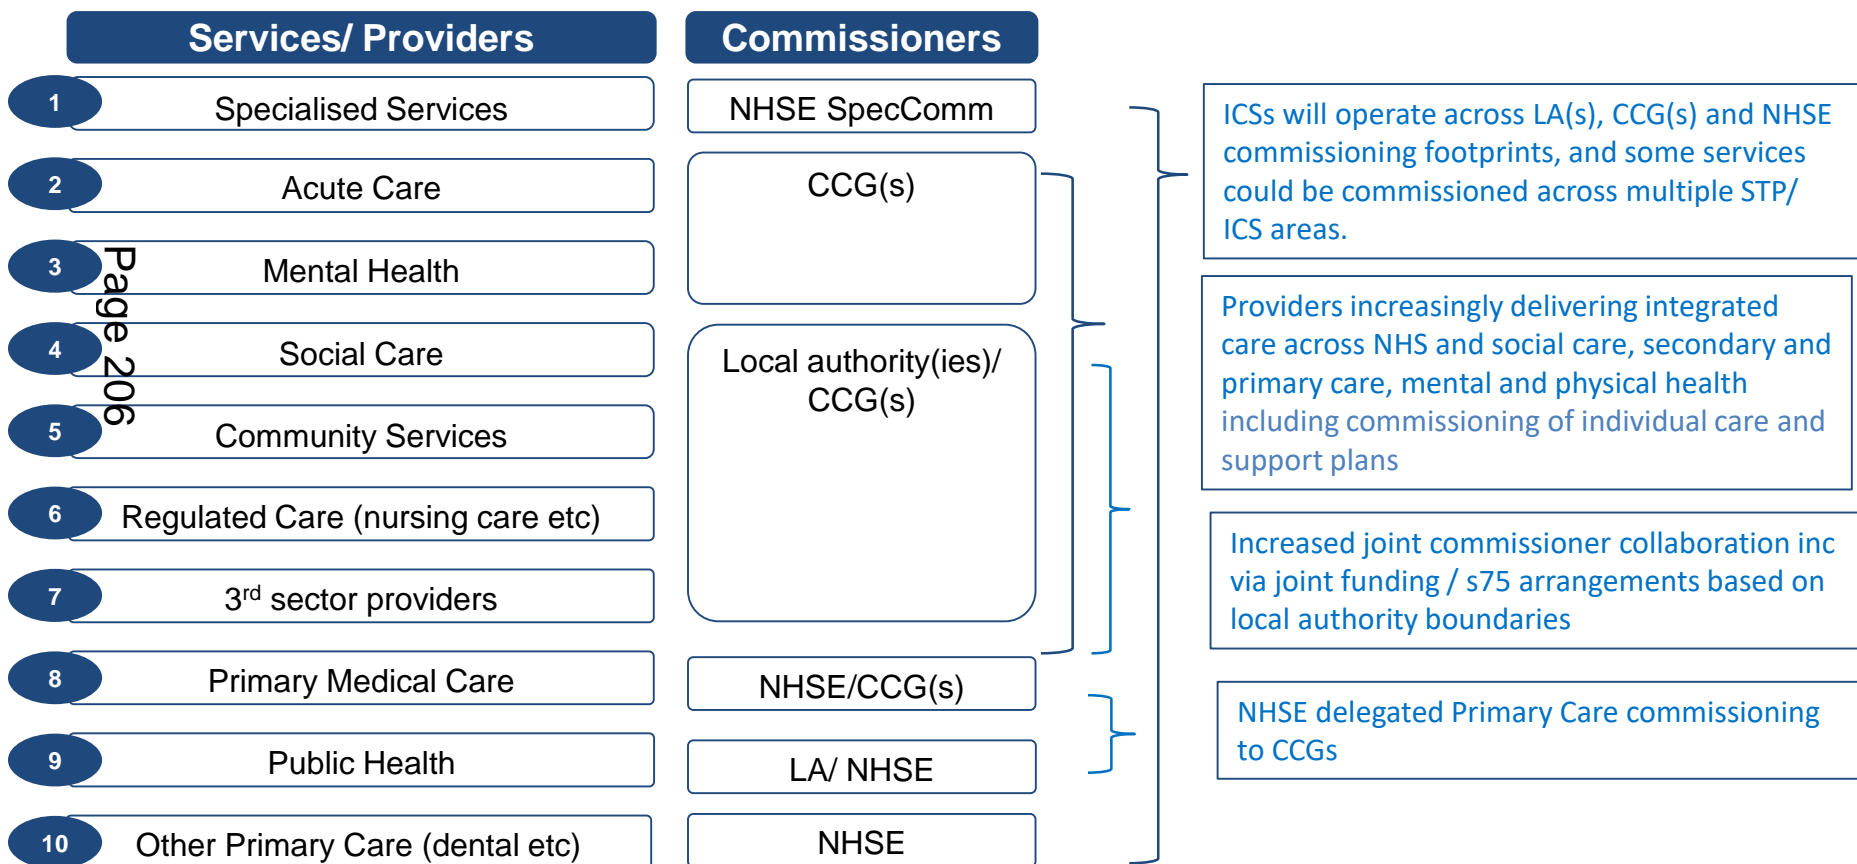 Services/ Providers
Commissioners
1
Specialised Services
NHSE SpecComm
2
Acute Care
CCG(s)
3
Mental Health
4
Social Care
Local authority(ies)/
CCG(s)
5
Community Services
6
Regulated Care (nursing care etc)
7
3rd sector providers
8
Primary Medical Care
NHSE/CCG(s)
9
Public Health
LA/ NHSE
10
Other Primary Care (dental etc)
NHSE
Page 206
ICSs will operate across LA(s), CCG(s) and NHSE
commissioning footprints, and some services
could be commissioned across multiple STP/
ICS areas.
Providers increasingly delivering integrated
care across NHS and social care, secondary and
primary care, mental and physical health
including commissioning of individual care and
support plans
Increased joint commissioner collaboration inc
via joint funding / s75 arrangements based on
local authority boundaries
NHSE delegated Primary Care commissioning
to CCGs